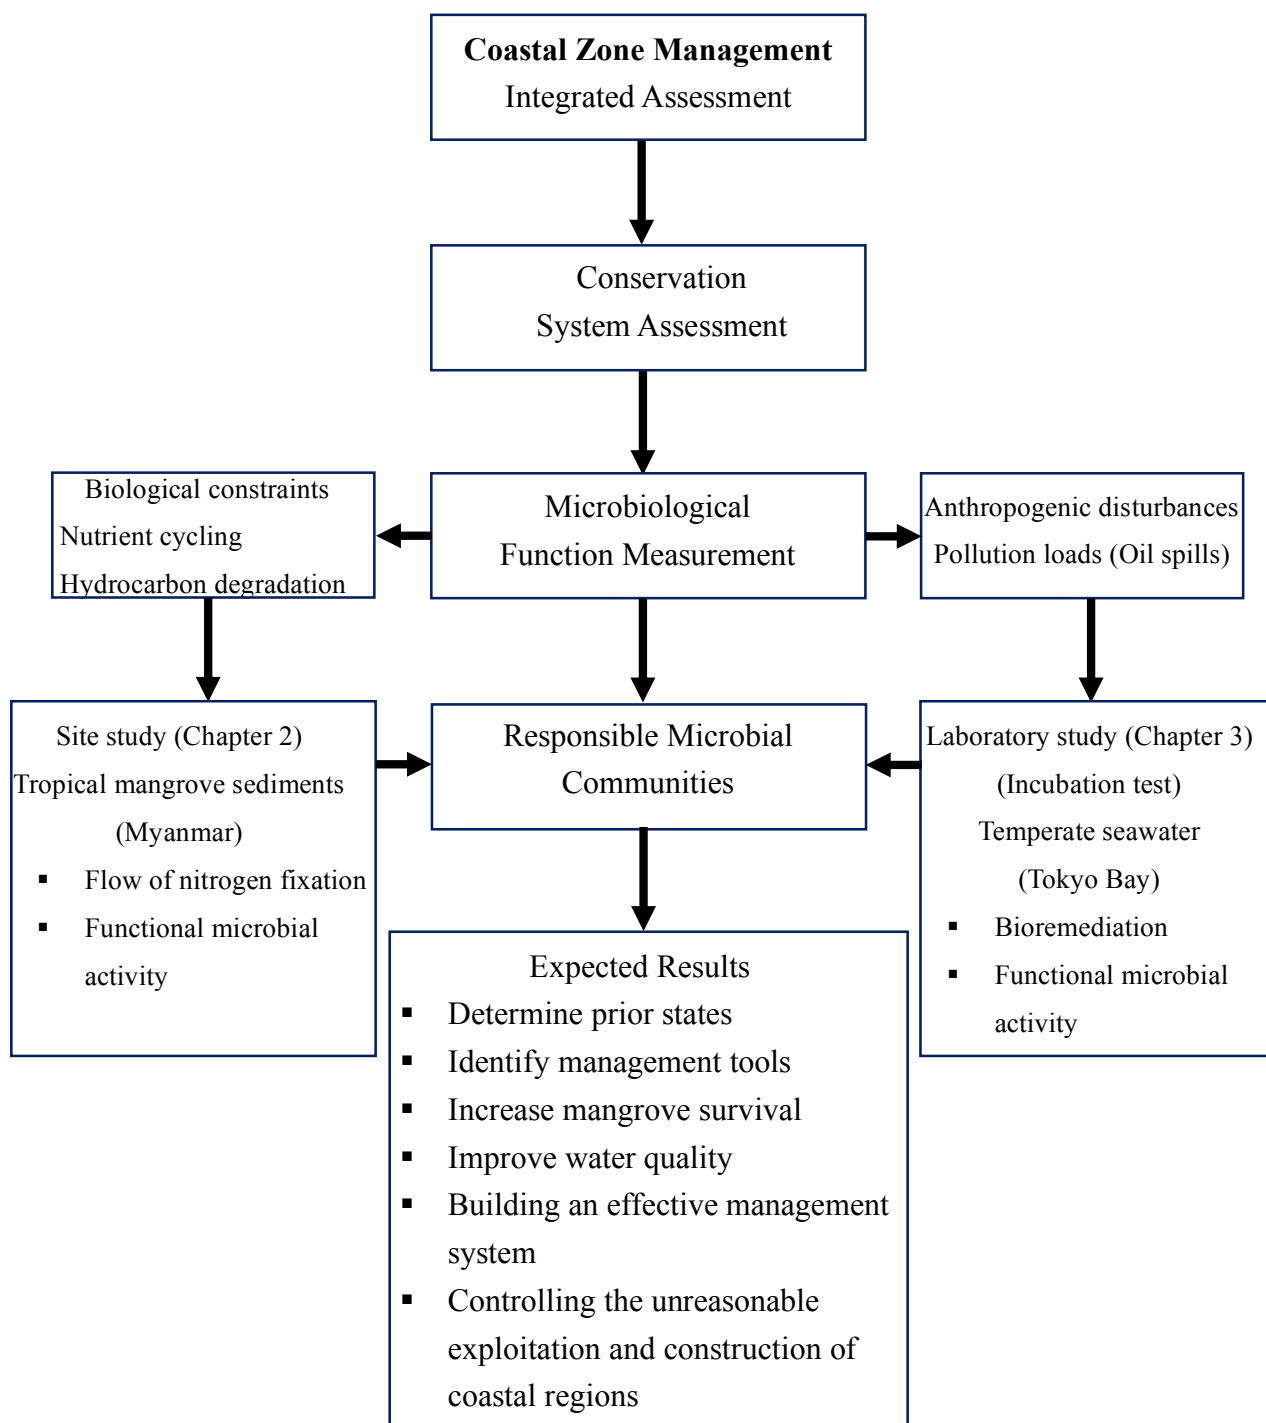 Coastal Zone Management
Integrated Assessment
Conservation
System Assessment
Biological constraints
Nutrient cycling
Hydrocarbon degradation
Microbiological
Function Measurement
Anthropogenic disturbances
Pollution loads (Oil spills)
Site study (Chapter 2)
Tropical mangrove sediments
(Myanmar)
▪ Flow of nitrogen fixation
▪ Functional microbial
activity
Responsible Microbial
Communities
Laboratory study (Chapter 3)
(Incubation test)
Temperate seawater
(Tokyo Bay)
▪ Bioremediation
▪ Functional microbial
activity
Expected Results
▪ Determine prior states
▪ Identify management tools
▪ Increase mangrove survival
▪ Improve water quality
▪ Building an effective management
system
▪ Controlling the unreasonable
exploitation and construction of
coastal regions